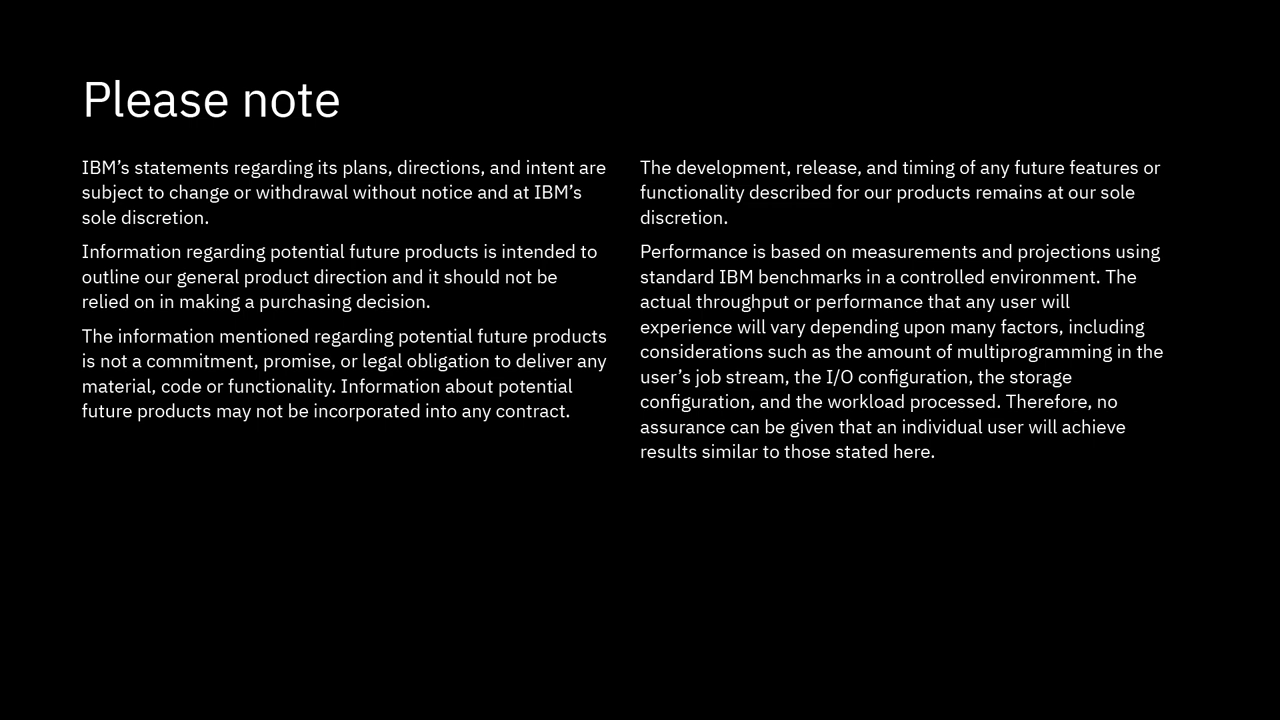 Please note
IBM’s statements regarding its plans, directions, and intent are
subject to change or withdrawal without notice and at IBM’s
sole discretion.
Information regarding potential future products is intended to
outline our general product direction and it should not be
relied on in making a purchasing decision.
The information mentioned regarding potential future products
is not a commitment, promise, or legal obligation to deliver any
material, code or functionality. Information about potential
future products may not be incorporated into any contract.
The development, release, and timing of any future features or
functionality described for our products remains at our sole
discretion.
Performance is based on measurements and projections using
standard IBM benchmarks in a controlled environment. The
actual throughput or performance that any user will
experience will vary depending upon many factors, including
considerations such as the amount of multiprogramming in the
user’s job stream, the I/O configuration, the storage
configuration, and the workload processed. Therefore, no
assurance can be given that an individual user will achieve
results similar to those stated here.